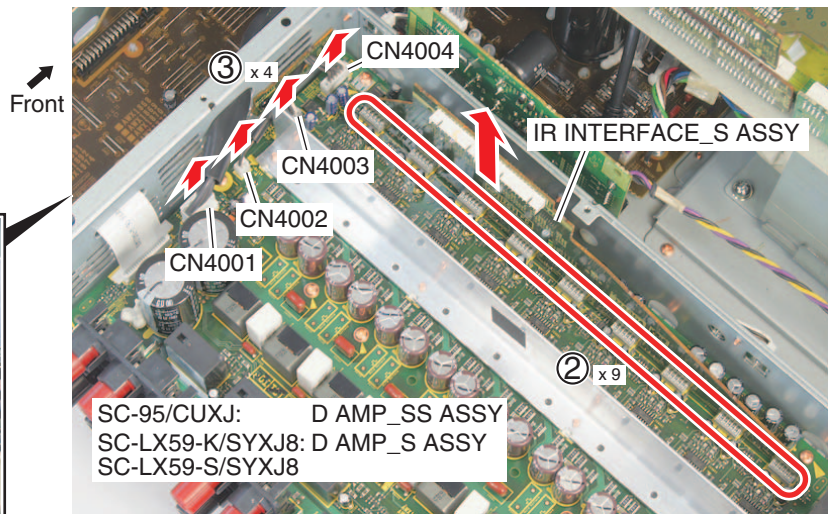 ③ x 4
CN4004
Front
IR INTERFACE_S ASSY
CN4003
CN4002
CN4001
② x 9
SC-95/CUXJ: D AMP_SS ASSY
SC-LX59-K/SYXJ8: D AMP_S ASSY
SC-LX59-S/SYXJ8